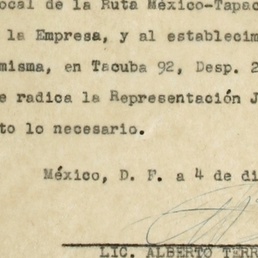 ocal de la Ruta México-Tapac
la Empresa, y al establecim
misma, en Tacuba 92, Desp. 2
e radica la Representación J
to lo necesario.
México, D. F. a 4 de di
LIC. ALBERTO TERR